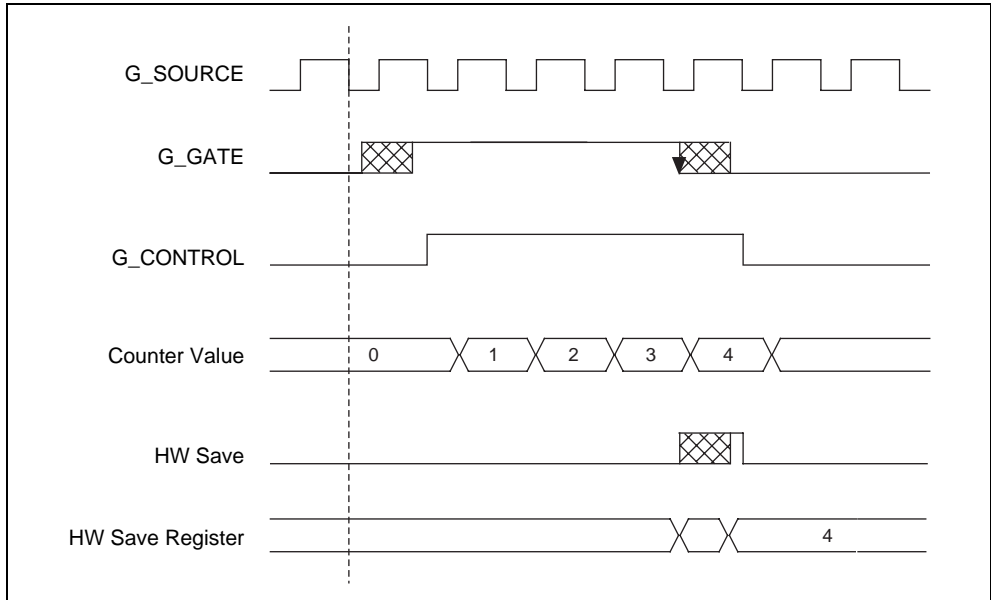 G_SOURCE
G_GATE
G_CONTROL
Counter Value
0 1 2 3 4
HW Save
HW Save Register
4